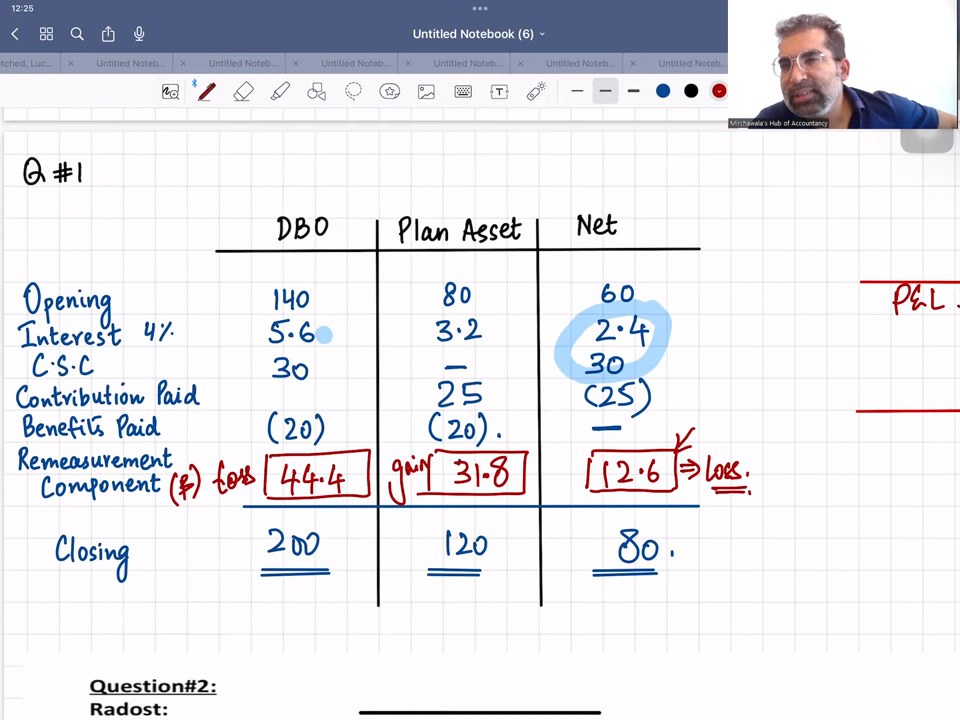 12:25
Untitled Notebook (6)
etched, Luc... Untitled Noteb... Untitled Noteb... Untitled Noteb... Untitled Noteb... Untitled Noteb... Untitled
Mirchawala's Hub of Accountancy
Q #1
DBO Plan Asset Net
Opening 140 80 60
P&L
Interest 4% 5.6 3.2 2.4
C.S.C 30 – 30
Contribution Paid 25 (25)
Benefits Paid (20) (20). –
Remeasurement
Component (β) loss 44.4 gain 31.8 12.6 ⇒ Loss.
Closing 200 120 80.
Question#2:
Radost: